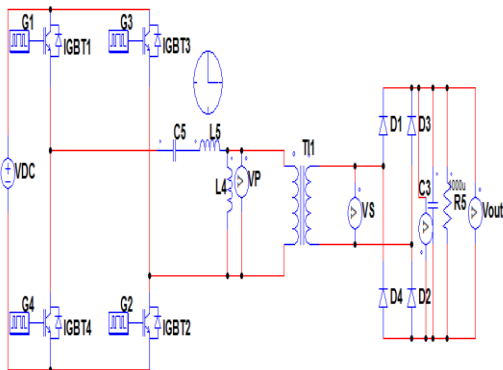 G1
G3
IGBT1
IGBT3
C5
L5
TI1
D1
D3
VDC
L4
VP
VS
C3
1000u
R5
Vout
G4
G2
IGBT4
IGBT2
D4
D2